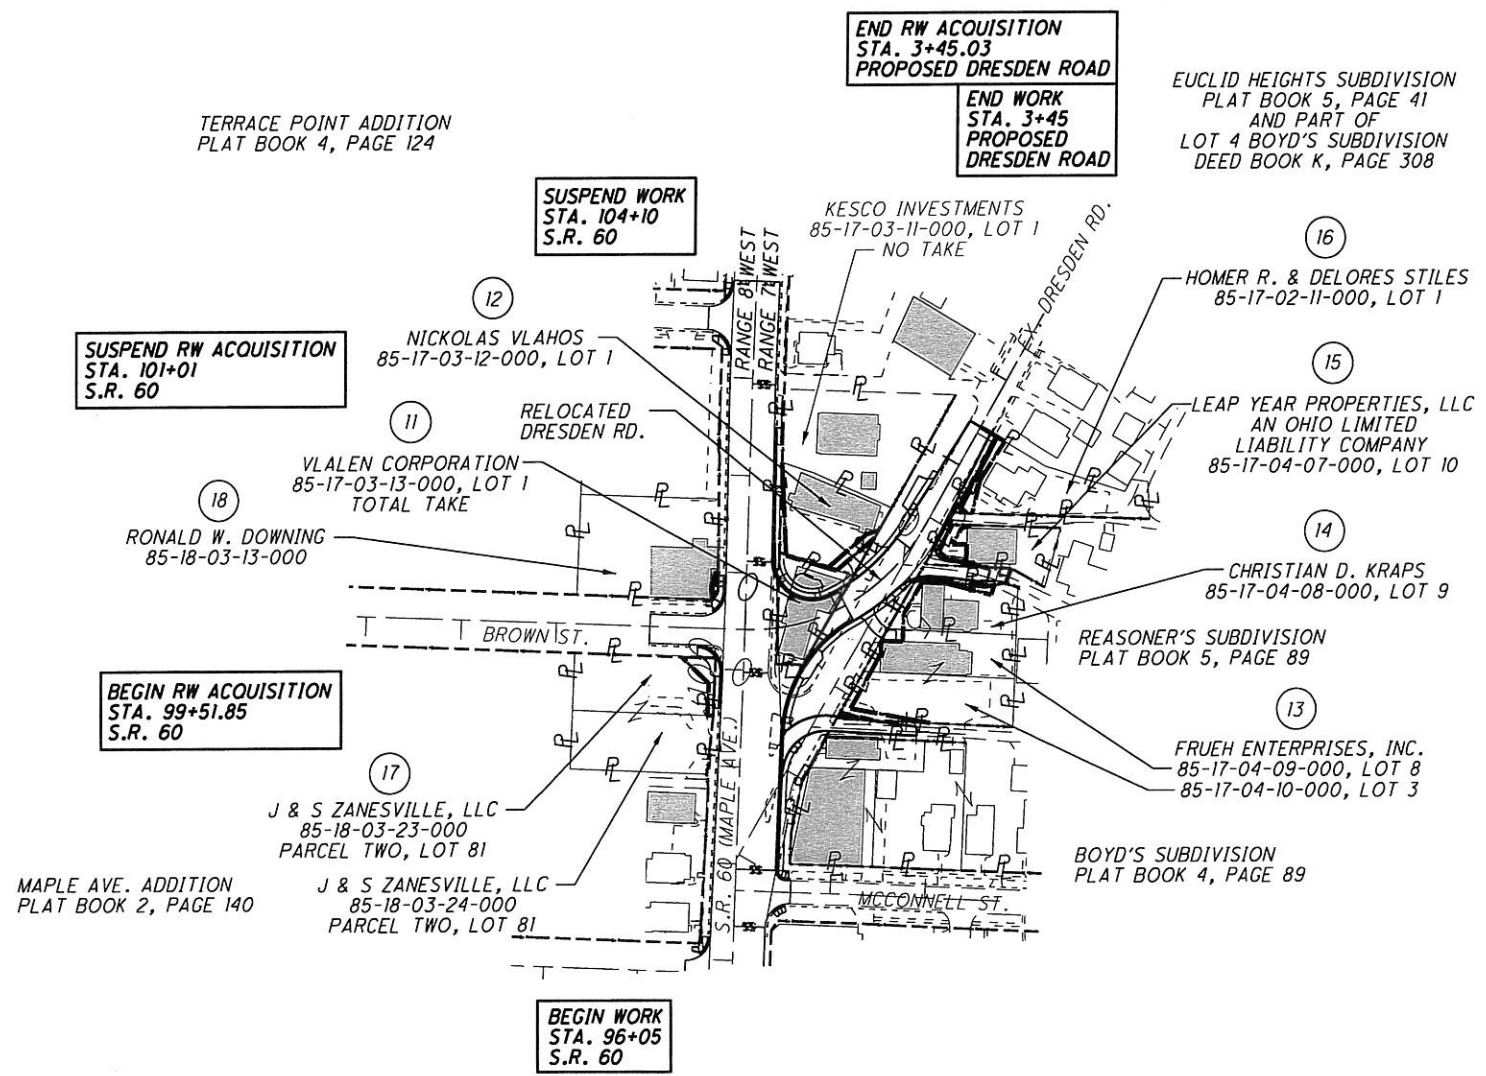 END RW ACQUISITION
STA. 3+45.03
PROPOSED DRESDEN ROAD
END WORK
STA. 3+45
PROPOSED
DRESDEN ROAD
EUCLID HEIGHTS SUBDIVISION
PLAT BOOK 5, PAGE 41
AND PART OF
LOT 4 BOYD'S SUBDIVISION
DEED BOOK K, PAGE 308
TERRACE POINT ADDITION
PLAT BOOK 4, PAGE 124
SUSPEND WORK
STA. 104+10
S.R. 60
KESCO INVESTMENTS
85-17-03-11-000, LOT 1
NO TAKE
EX. DRESDEN RD.
RANGE 8 WEST
RANGE 7 WEST
16
HOMER R. & DELORES STILES
85-17-02-11-000, LOT 1
12
NICKOLAS VLAHOS
85-17-03-12-000, LOT 1
SUSPEND RW ACQUISITION
STA. 101+01
S.R. 60
15
LEAP YEAR PROPERTIES, LLC
AN OHIO LIMITED
LIABILITY COMPANY
85-17-04-07-000, LOT 10
RELOCATED
DRESDEN RD.
11
VLALEN CORPORATION
85-17-03-13-000, LOT 1
TOTAL TAKE
18
RONALD W. DOWNING
85-18-03-13-000
14
CHRISTIAN D. KRAPS
85-17-04-08-000, LOT 9
BROWN ST.
REASONER'S SUBDIVISION
PLAT BOOK 5, PAGE 89
BEGIN RW ACQUISITION
STA. 99+51.85
S.R. 60
13
FRUEH ENTERPRISES, INC.
85-17-04-09-000, LOT 8
85-17-04-10-000, LOT 3
17
J & S ZANESVILLE, LLC
85-18-03-23-000
PARCEL TWO, LOT 81
S.R. 60 (MAPLE AVE.)
BOYD'S SUBDIVISION
PLAT BOOK 4, PAGE 89
MAPLE AVE. ADDITION
PLAT BOOK 2, PAGE 140
J & S ZANESVILLE, LLC
85-18-03-24-000
PARCEL TWO, LOT 81
MCCONNELL ST.
BEGIN WORK
STA. 96+05
S.R. 60